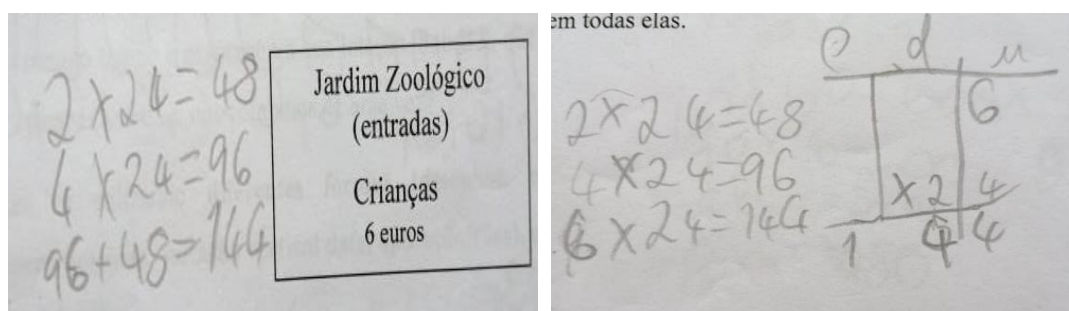 2 x 24 = 48
4 x 24 = 96
96 + 48 = 144
Jardim Zoológico
(entradas)
Crianças
6 euros
em todas elas.
2 x 24 = 48
4 x 24 = 96
6 x 24 = 144
c d u
6
x 2 4
1 4 4